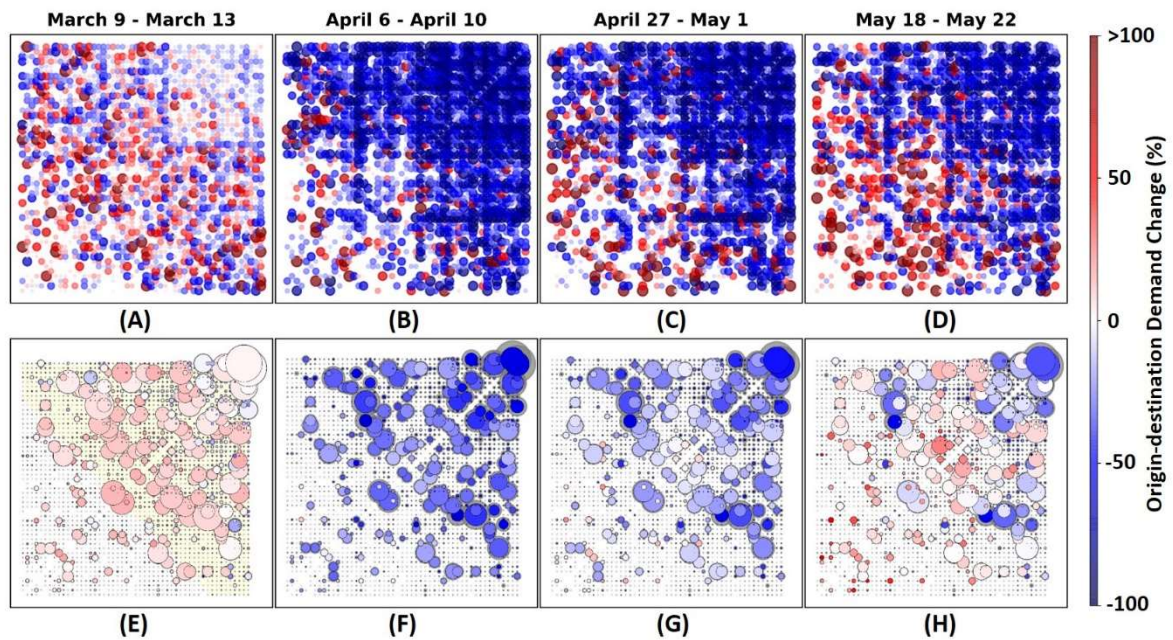 March 9 - March 13
April 6 - April 10
April 27 - May 1
May 18 - May 22
(A)
(B)
(C)
(D)
(E)
(F)
(G)
(H)
>100
50
0
-50
-100
Origin-destination Demand Change (%)